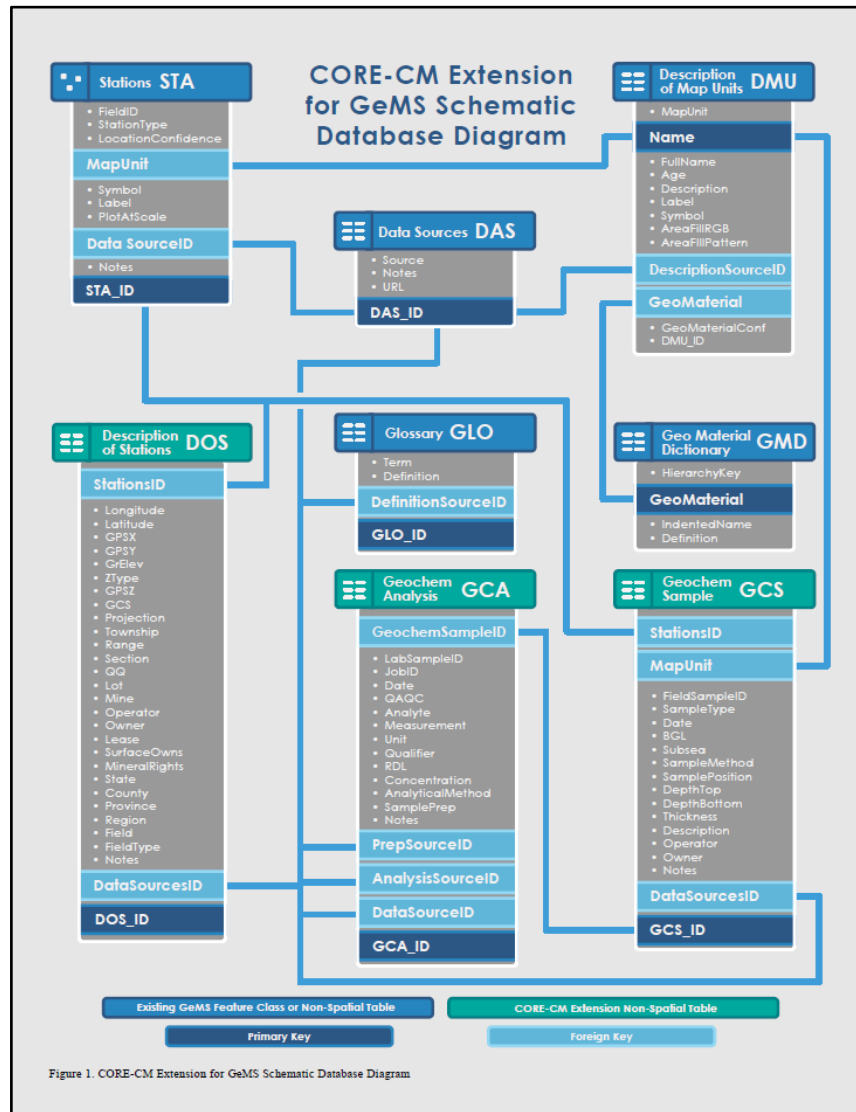 CORE-CM Extension
for GeMS Schematic
Database Diagram
Stations STA
• FieldID
• StationType
• LocationConfidence
MapUnit
• Symbol
• Label
• PlotAtScale
Data SourceID
• Notes
STA_ID
Data Sources DAS
• Source
• Notes
• URL
DAS_ID
Description
of Map Units DMU
• MapUnit
Name
• FullName
• Age
• Description
• Label
• Symbol
• AreaFillRGB
• AreaFillPattern
DescriptionSourceID
GeoMaterial
• GeoMaterialConf
• DMU_ID
Description
of Stations DOS
StationsID
• Longitude
• Latitude
• GPSX
• GPSY
• GrElev
• ZType
• GPSZ
• GCS
• Projection
• Township
• Range
• Section
• QQ
• Lot
• Mine
• Operator
• Owner
• Lease
• SurfaceOwns
• MineralRights
• State
• County
• Province
• Region
• Field
• FieldType
• Notes
DataSourcesID
DOS_ID
Glossary GLO
• Term
• Definition
DefinitionSourceID
GLO_ID
Geo Material
Dictionary GMD
• HierarchyKey
GeoMaterial
• IndentedName
• Definition
Geochem
Analysis GCA
GeochemSampleID
• LabSampleID
• JobID
• Date
• QAQC
• Analyte
• Measurement
• Unit
• Qualifier
• RDL
• Concentration
• AnalyticalMethod
• SamplePrep
• Notes
PrepSourceID
AnalysisSourceID
DataSourceID
GCA_ID
Geochem
Sample GCS
StationsID
MapUnit
• FieldSampleID
• SampleType
• Date
• BGL
• Subsea
• SampleMethod
• SamplePosition
• DepthTop
• DepthBottom
• Thickness
• Description
• Operator
• Owner
• Notes
DataSourcesID
GCS_ID
Existing GeMS Feature Class or Non-Spatial Table
CORE-CM Extension Non-Spatial Table
Primary Key
Foreign Key
Figure 1. CORE-CM Extension for GeMS Schematic Database Diagram